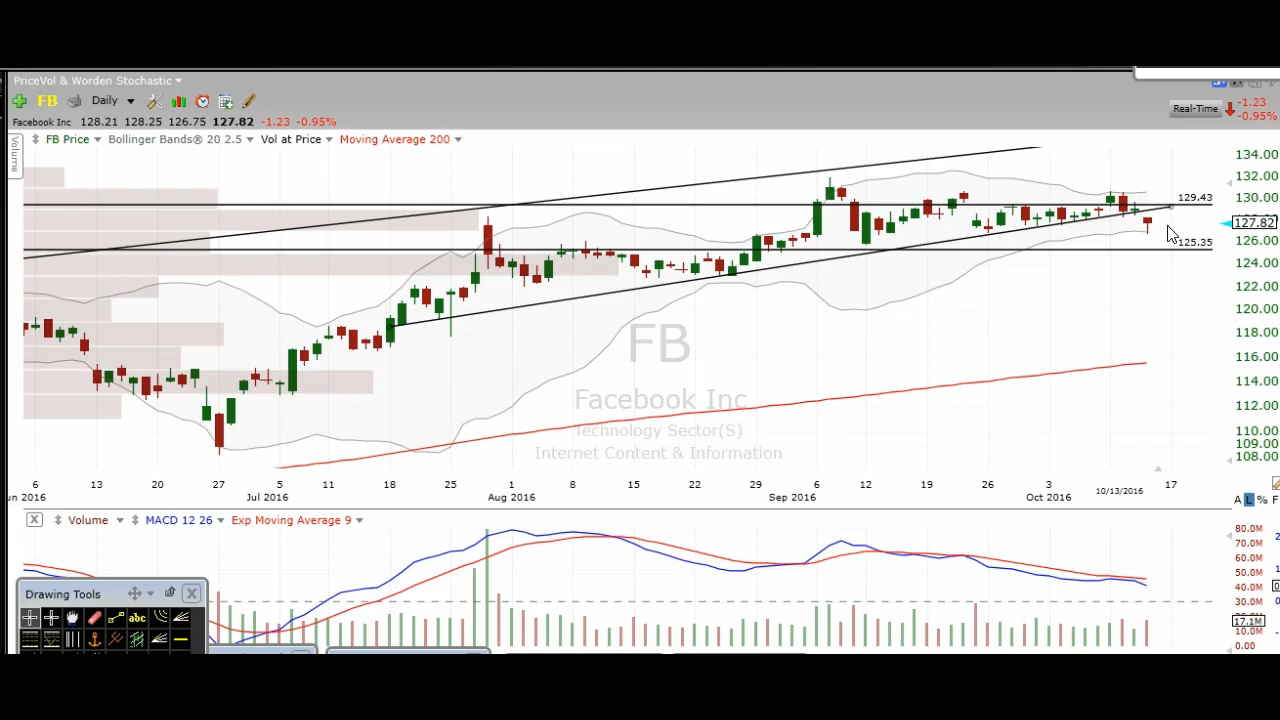 PriceVol & Worden Stochastic
FB Daily
Real-Time -1.23
-0.95%
Facebook Inc 128.21 128.25 126.75 127.82 -1.23 -0.95%
FB Price Bollinger Bands® 20 2.5 Vol at Price Moving Average 200
Volume
134.00
132.00
130.00
129.43
127.82
126.00
125.35
124.00
122.00
120.00
118.00
116.00
114.00
112.00
110.00
109.00
108.00
FB
Facebook Inc
Technology Sector(S)
Internet Content & Information
6 13 20 27 11 18 25 8 15 22 29 6 12 19 26 3 10/13/2016 17
un 2016 Jul 2016 Aug 2016 Sep 2016 Oct 2016
A L % F
X Volume MACD 12 26 Exp Moving Average 9
80.0M
70.0M
60.0M
50.0M
40.0M
30.0M
17.1M
10.0M
0.00
Drawing Tools X
abc